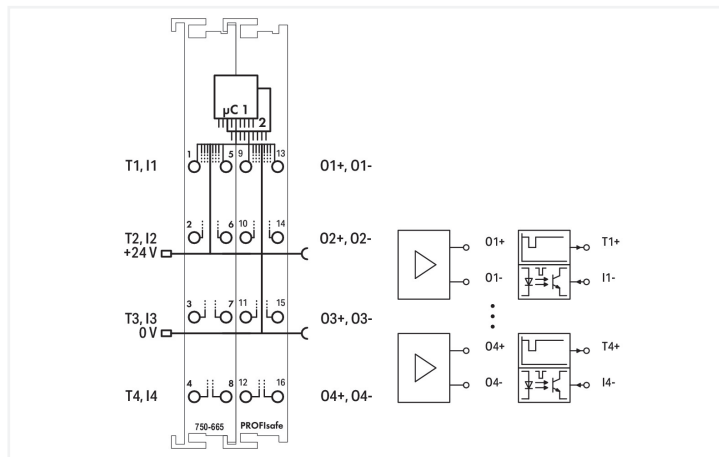 µC 1
2
1 5 9 13
T1, I1 O1+, O1-
2 6 10 14
T2, I2 O2+, O2-
+24 V
3 7 11 15
T3, I3 O3+, O3-
0 V
4 8 12 16
T4, I4 O4+, O4-
750-665 PROFIsafe
O1+ T1+
O1- I1-
O4+ T4+
O4- I4-